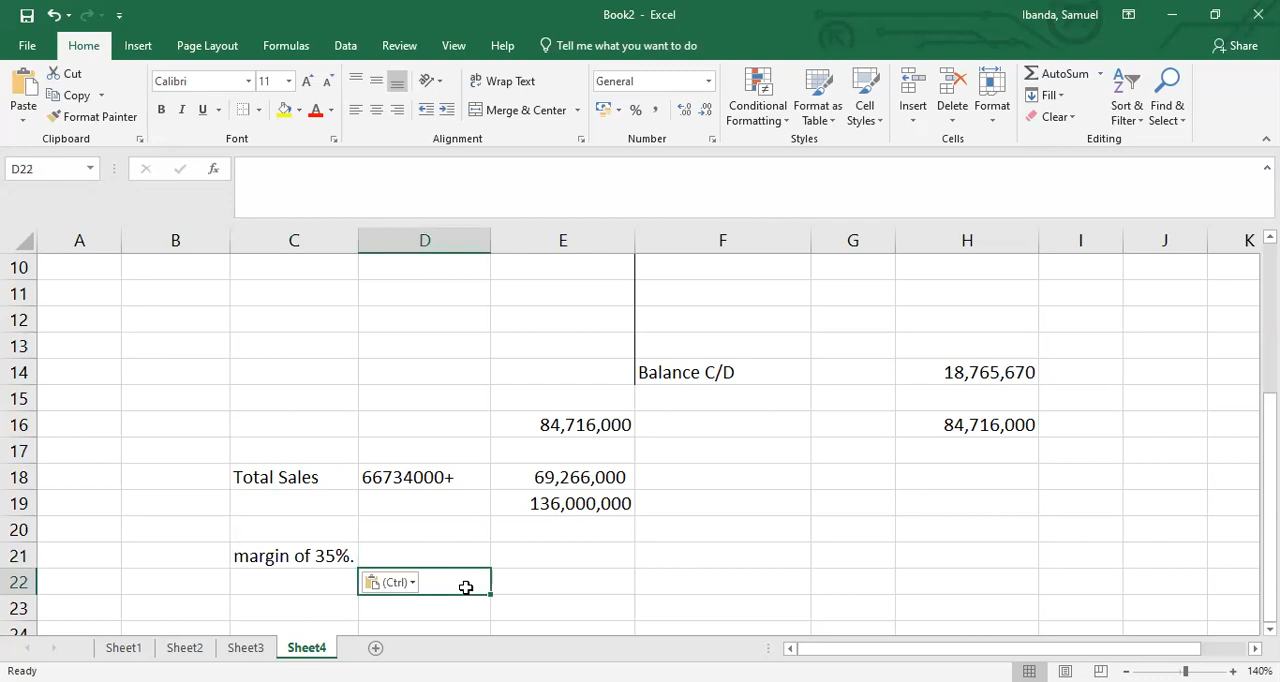 Book2 - Excel
Ibanda, Samuel
File Home Insert Page Layout Formulas Data Review View Help Tell me what you want to do Share
Paste
Cut
Copy
Format Painter
Clipboard
Calibri 11
B I U
Font
Wrap Text
Merge & Center
Alignment
General
Number
Conditional Formatting
Format as Table
Cell Styles
Styles
Insert Delete Format
Cells
AutoSum
Fill
Clear
Sort & Filter
Find & Select
Editing
D22
fx
A B C D E F G H I J K
10
11
12
13
14 Balance C/D 18,765,670
15
16 84,716,000 84,716,000
17
18 Total Sales 66734000+ 69,266,000
19 136,000,000
20
21 margin of 35%.
22 (Ctrl)
23
24
Sheet1 Sheet2 Sheet3 Sheet4
Ready 140%